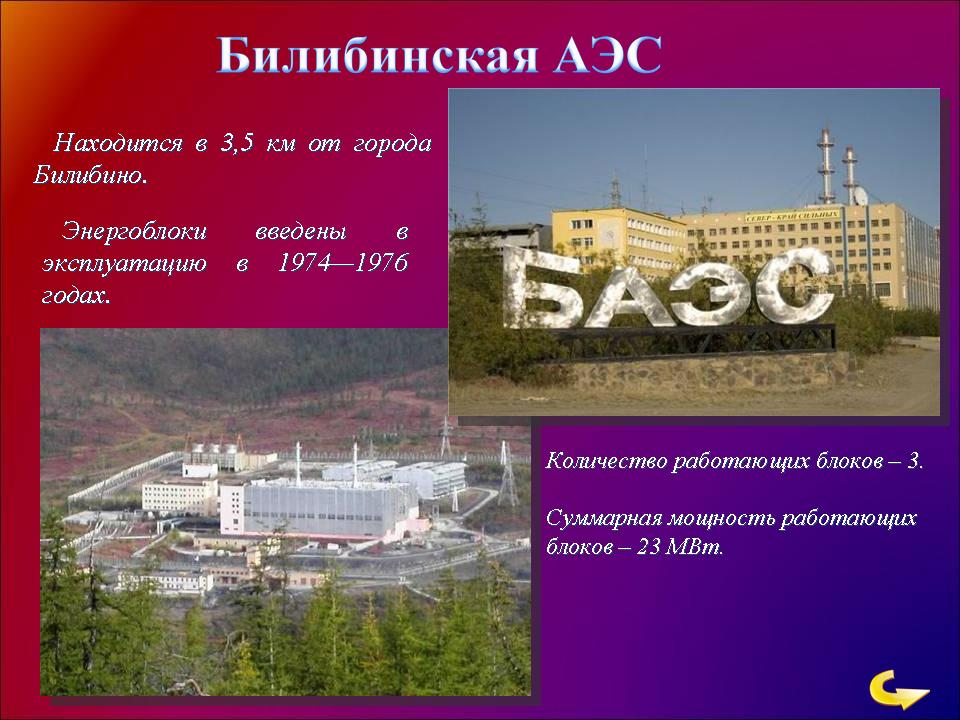 Билибинская АЭС
Находится в 3,5 км от города
Билибино.
Энергоблоки введены в
эксплуатацию в 1974—1976
годах.
СЕВЕР - КРАЙ СИЛЬНЫХ
БАЭС
Количество работающих блоков – 3.
Суммарная мощность работающих
блоков – 23 МВт.